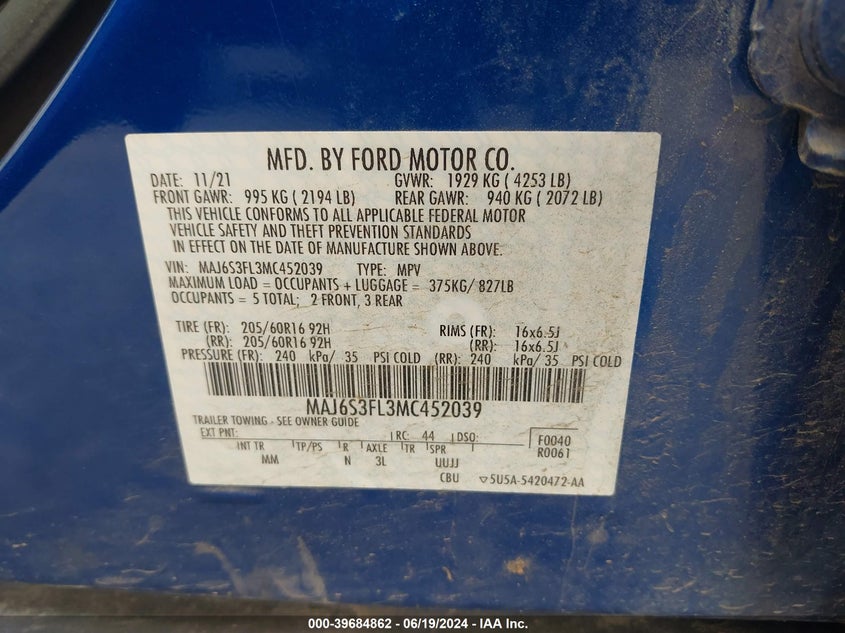 MFD. BY FORD MOTOR CO.
DATE: 11/21 GVWR: 1929 KG ( 4253 LB)
FRONT GAWR: 995 KG ( 2194 LB) REAR GAWR: 940 KG ( 2072 LB)
THIS VEHICLE CONFORMS TO ALL APPLICABLE FEDERAL MOTOR
VEHICLE SAFETY AND THEFT PREVENTION STANDARDS
IN EFFECT ON THE DATE OF MANUFACTURE SHOWN ABOVE.
VIN: MAJ6S3FL3MC452039 TYPE: MPV
MAXIMUM LOAD = OCCUPANTS + LUGGAGE = 375KG/ 827LB
OCCUPANTS = 5 TOTAL; 2 FRONT, 3 REAR
TIRE (FR): 205/60R16 92H RIMS (FR): 16x6.5J
(RR): 205/60R16 92H (RR): 16x6.5J
PRESSURE (FR): 240 kPa/ 35 PSI COLD (RR): 240 kPa/ 35 PSI COLD
MAJ6S3FL3MC452039
TRAILER TOWING - SEE OWNER GUIDE
EXT PNT: RC: 44 DSO: F0040
INT TR TP/PS R AXLE TR SPR R0061
MM N 3L UUJJ
CBU 5U5A-5420472-AA
000-39684862 - 06/19/2024 - IAA Inc.